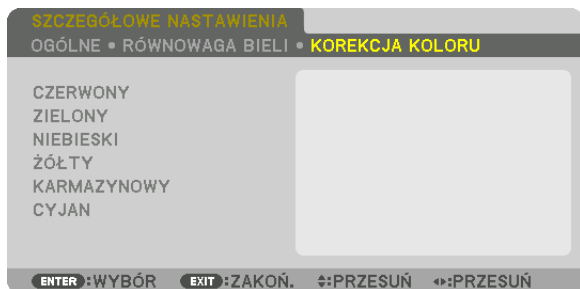 SZCZEGÓŁOWE NASTAWIENIA
OGÓLNE • RÓWNOWAGA BIELI • KOREKCJA KOLORU
CZERWONY
ZIELONY
NIEBIESKI
ŻÓŁTY
KARMAZYNOWY
CYJAN
ENTER :WYBÓR EXIT :ZAKOŃ. ⬍:PRZESUŃ ⬌:PRZESUŃ